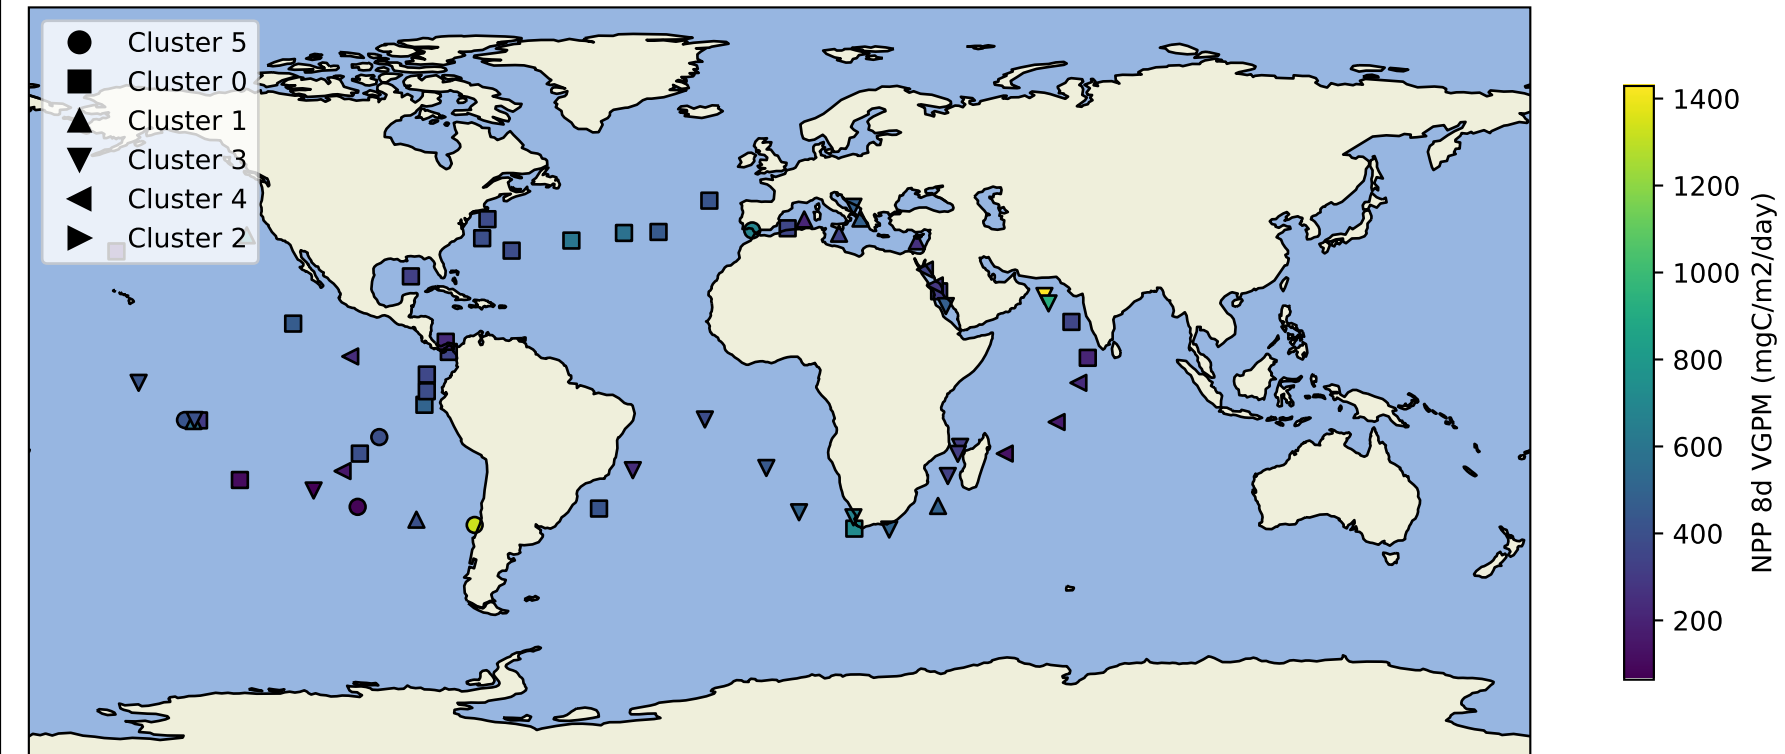 Cluster 5
Cluster 0
Cluster 1
Cluster 3
Cluster 4
Cluster 2
1400
1200
1000
800
600
400
200
NPP 8d VGPM (mgC/m2/day)